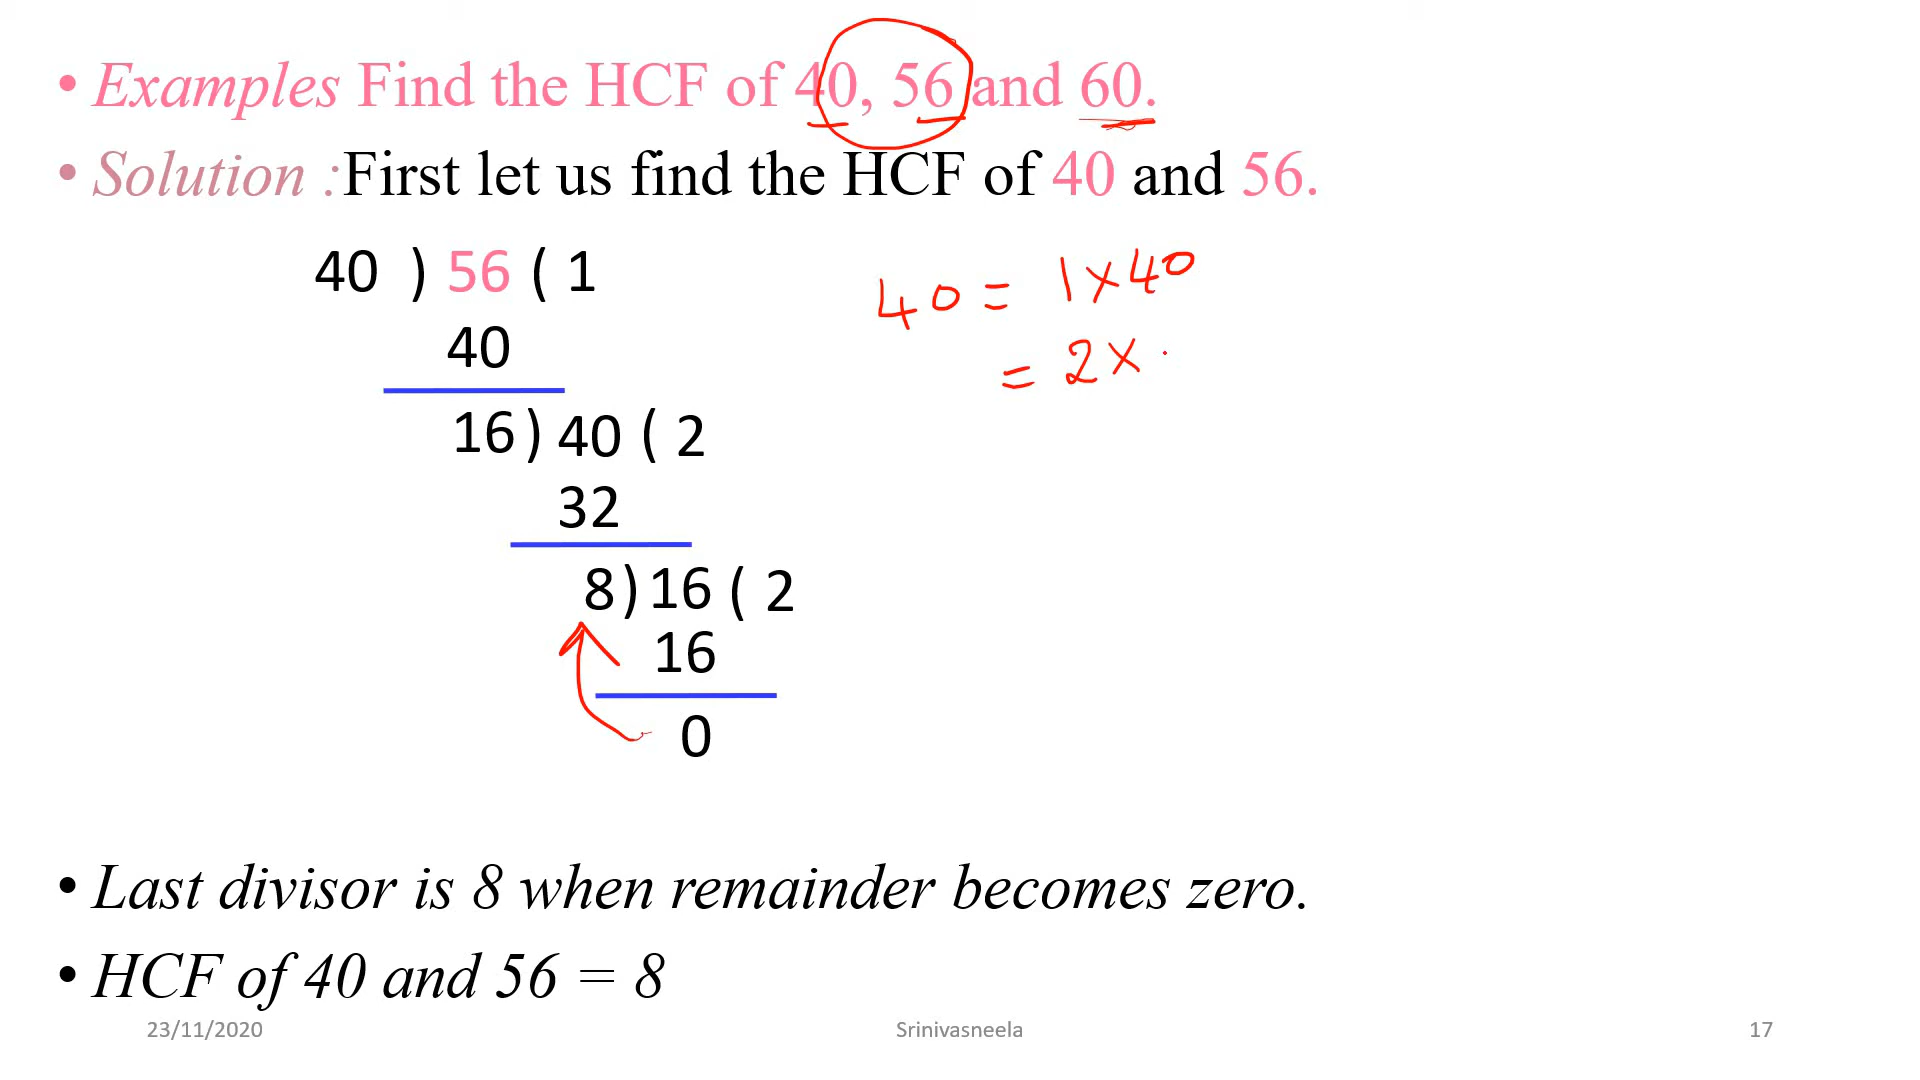 • Examples Find the HCF of 40, 56 and 60.
• Solution :First let us find the HCF of 40 and 56.
40 ) 56 ( 1
40
16 ) 40 ( 2
32
8 ) 16 ( 2
16
0
40 = 1 x 40
= 2 x
• Last divisor is 8 when remainder becomes zero.
• HCF of 40 and 56 = 8
23/11/2020
Srinivasneela
17